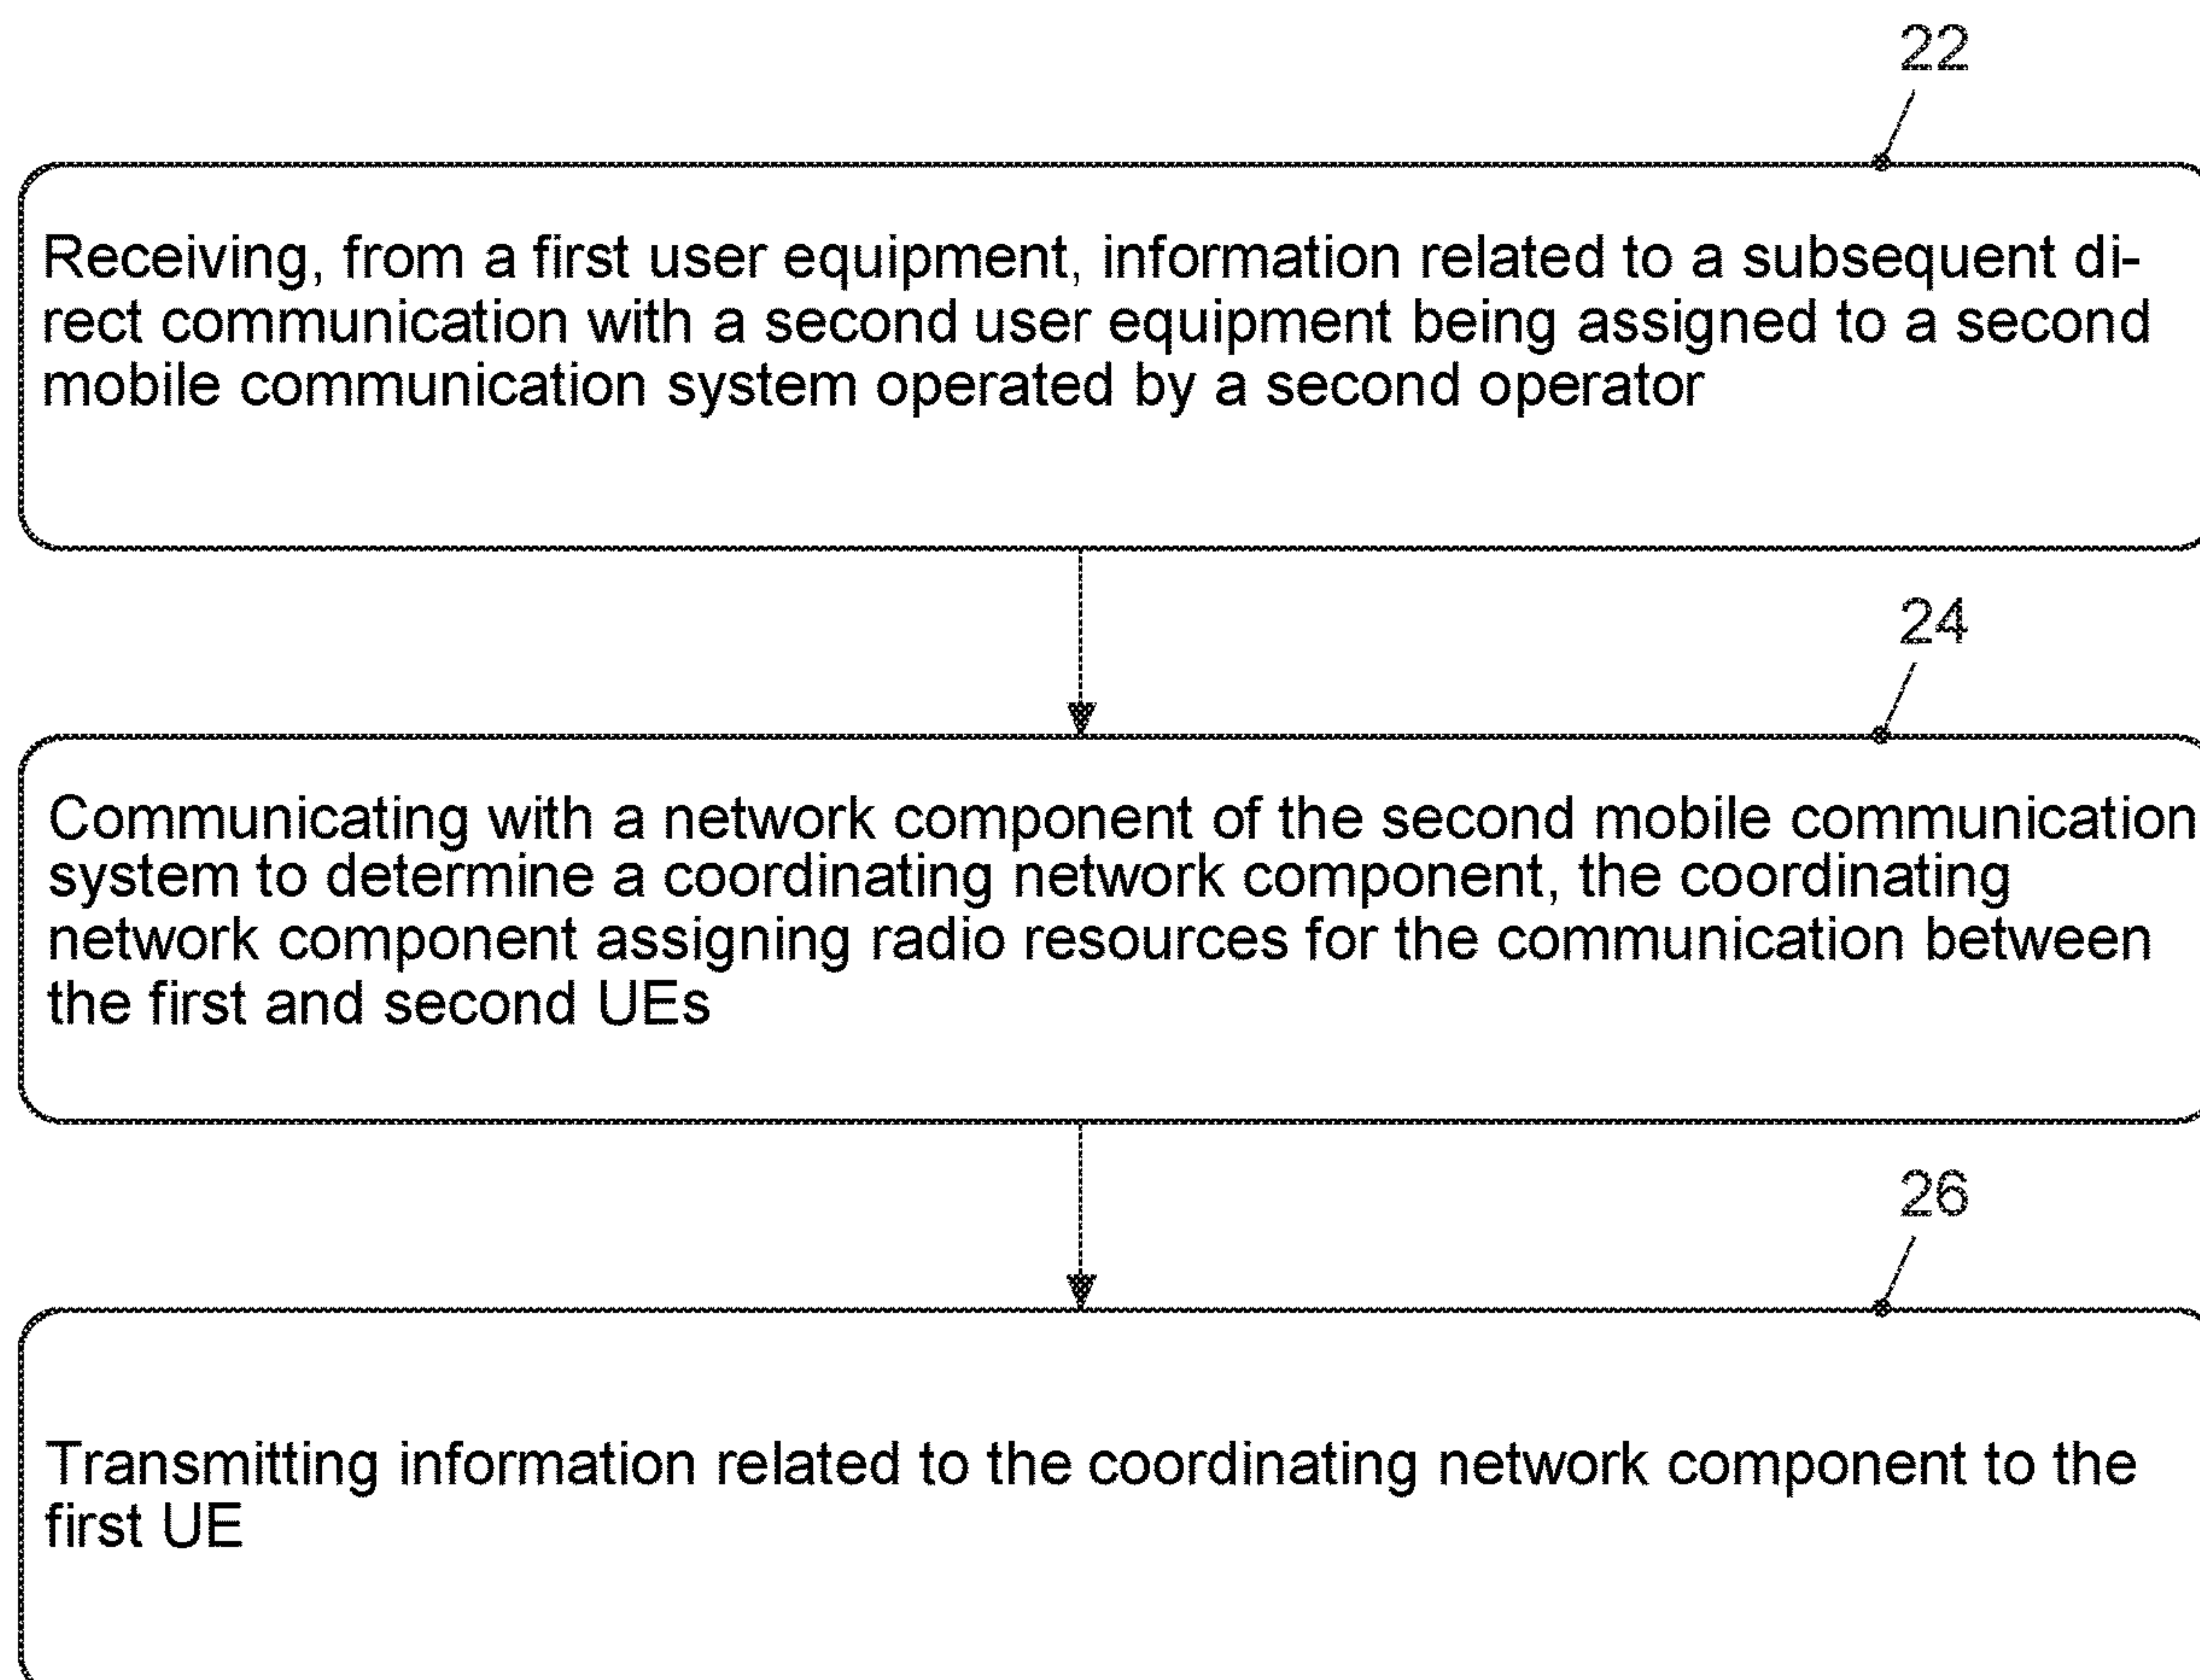 22
Receiving, from a first user equipment, information related to a subsequent di-
rect communication with a second user equipment being assigned to a second
mobile communication system operated by a second operator
24
Communicating with a network component of the second mobile communication
system to determine a coordinating network component, the coordinating
network component assigning radio resources for the communication between
the first and second UEs
26
Transmitting information related to the coordinating network component to the
first UE